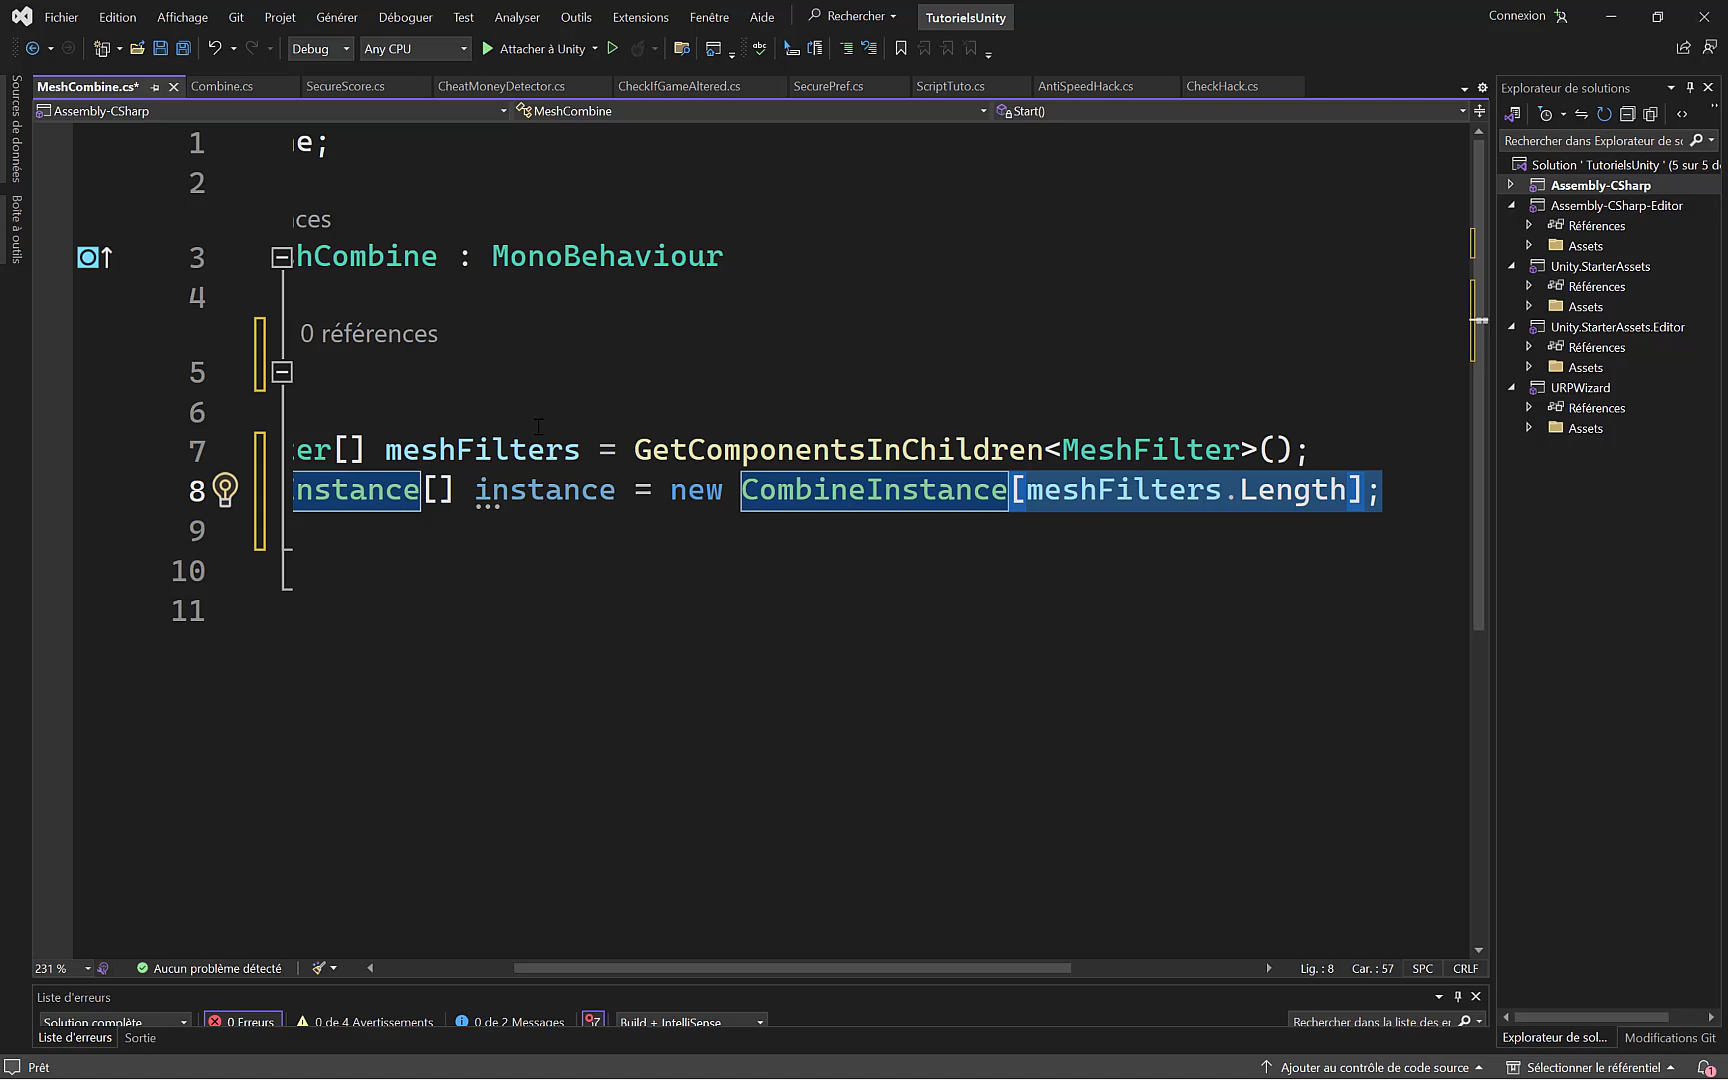 Fichier Edition Affichage Git Projet Générer Déboguer Test Analyser Outils Extensions Fenêtre Aide Rechercher TutorielsUnity Connexion
Debug Any CPU Attacher à Unity abc
Sources de données
Boîte à outils
MeshCombine.cs* Combine.cs SecureScore.cs CheatMoneyDetector.cs CheckIfGameAltered.cs SecurePref.cs ScriptTuto.cs AntiSpeedHack.cs CheckHack.cs
Assembly-CSharp MeshCombine Start()
1 e;
2
ces
3 hCombine : MonoBehaviour
4
0 références
5
6
7 er[] meshFilters = GetComponentsInChildren<MeshFilter>();
8 nstance[] instance = new CombineInstance[meshFilters.Length];
9
10
11
231 % Aucun problème détecté Lig. : 8 Car. : 57 SPC CRLF
Liste d'erreurs
Solution complète 0 Erreurs 0 de 4 Avertissements 0 de 2 Messages Build + IntelliSense Rechercher dans la liste des er
Liste d'erreurs Sortie
Explorateur de solutions
Rechercher dans Explorateur de so
Solution ' TutorielsUnity ' (5 sur 5 d
Assembly-CSharp
Assembly-CSharp-Editor
Références
Assets
Unity.StarterAssets
Références
Assets
Unity.StarterAssets.Editor
Références
Assets
URPWizard
Références
Assets
Explorateur de sol... Modifications Git
Prêt Ajouter au contrôle de code source Sélectionner le référentiel 1